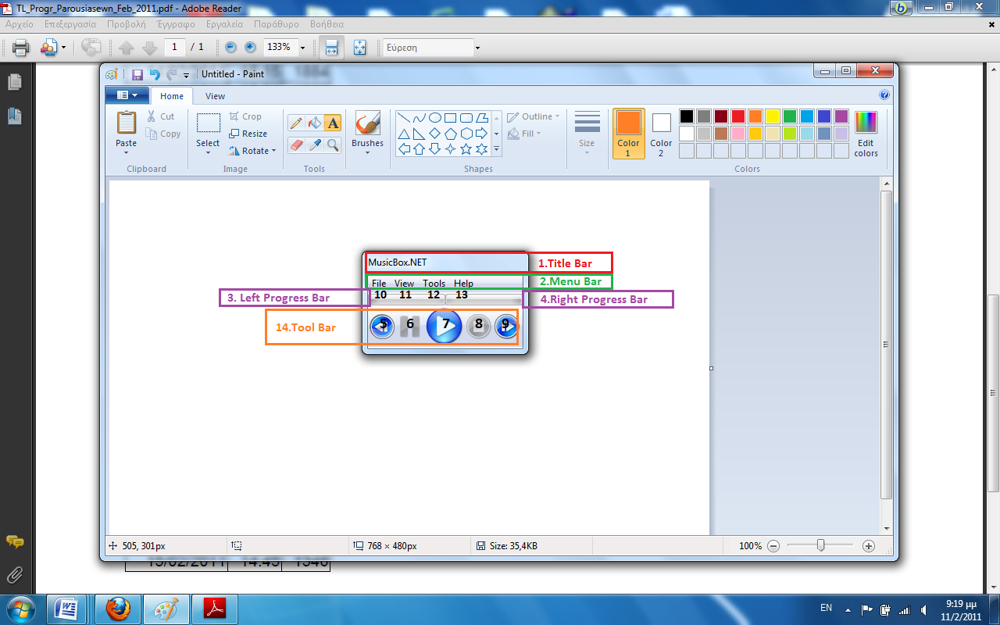 TL_Progr_Parousiasewn_Feb_2011.pdf - Adobe Reader
Αρχείο Επεξεργασία Προβολή Έγγραφο Εργαλεία Παράθυρο Βοήθεια
1 / 1 133% Εύρεση
Untitled - Paint
Home View
Paste
Cut
Copy
Clipboard
Select
Crop
Resize
Rotate
Image
A
Tools
Brushes
Outline
Fill
Shapes
Size
Color 1
Color 2
Edit colors
Colors
MusicBox.NET 1.Title Bar
File View Tools Help 2.Menu Bar
3. Left Progress Bar 10 11 12 13 4.Right Progress Bar
14.Tool Bar 5 6 7 8 9
505, 301px 768 × 480px Size: 35,4KB 100%
15/02/2011 14:45 1546
EN 9:19 μμ
11/2/2011